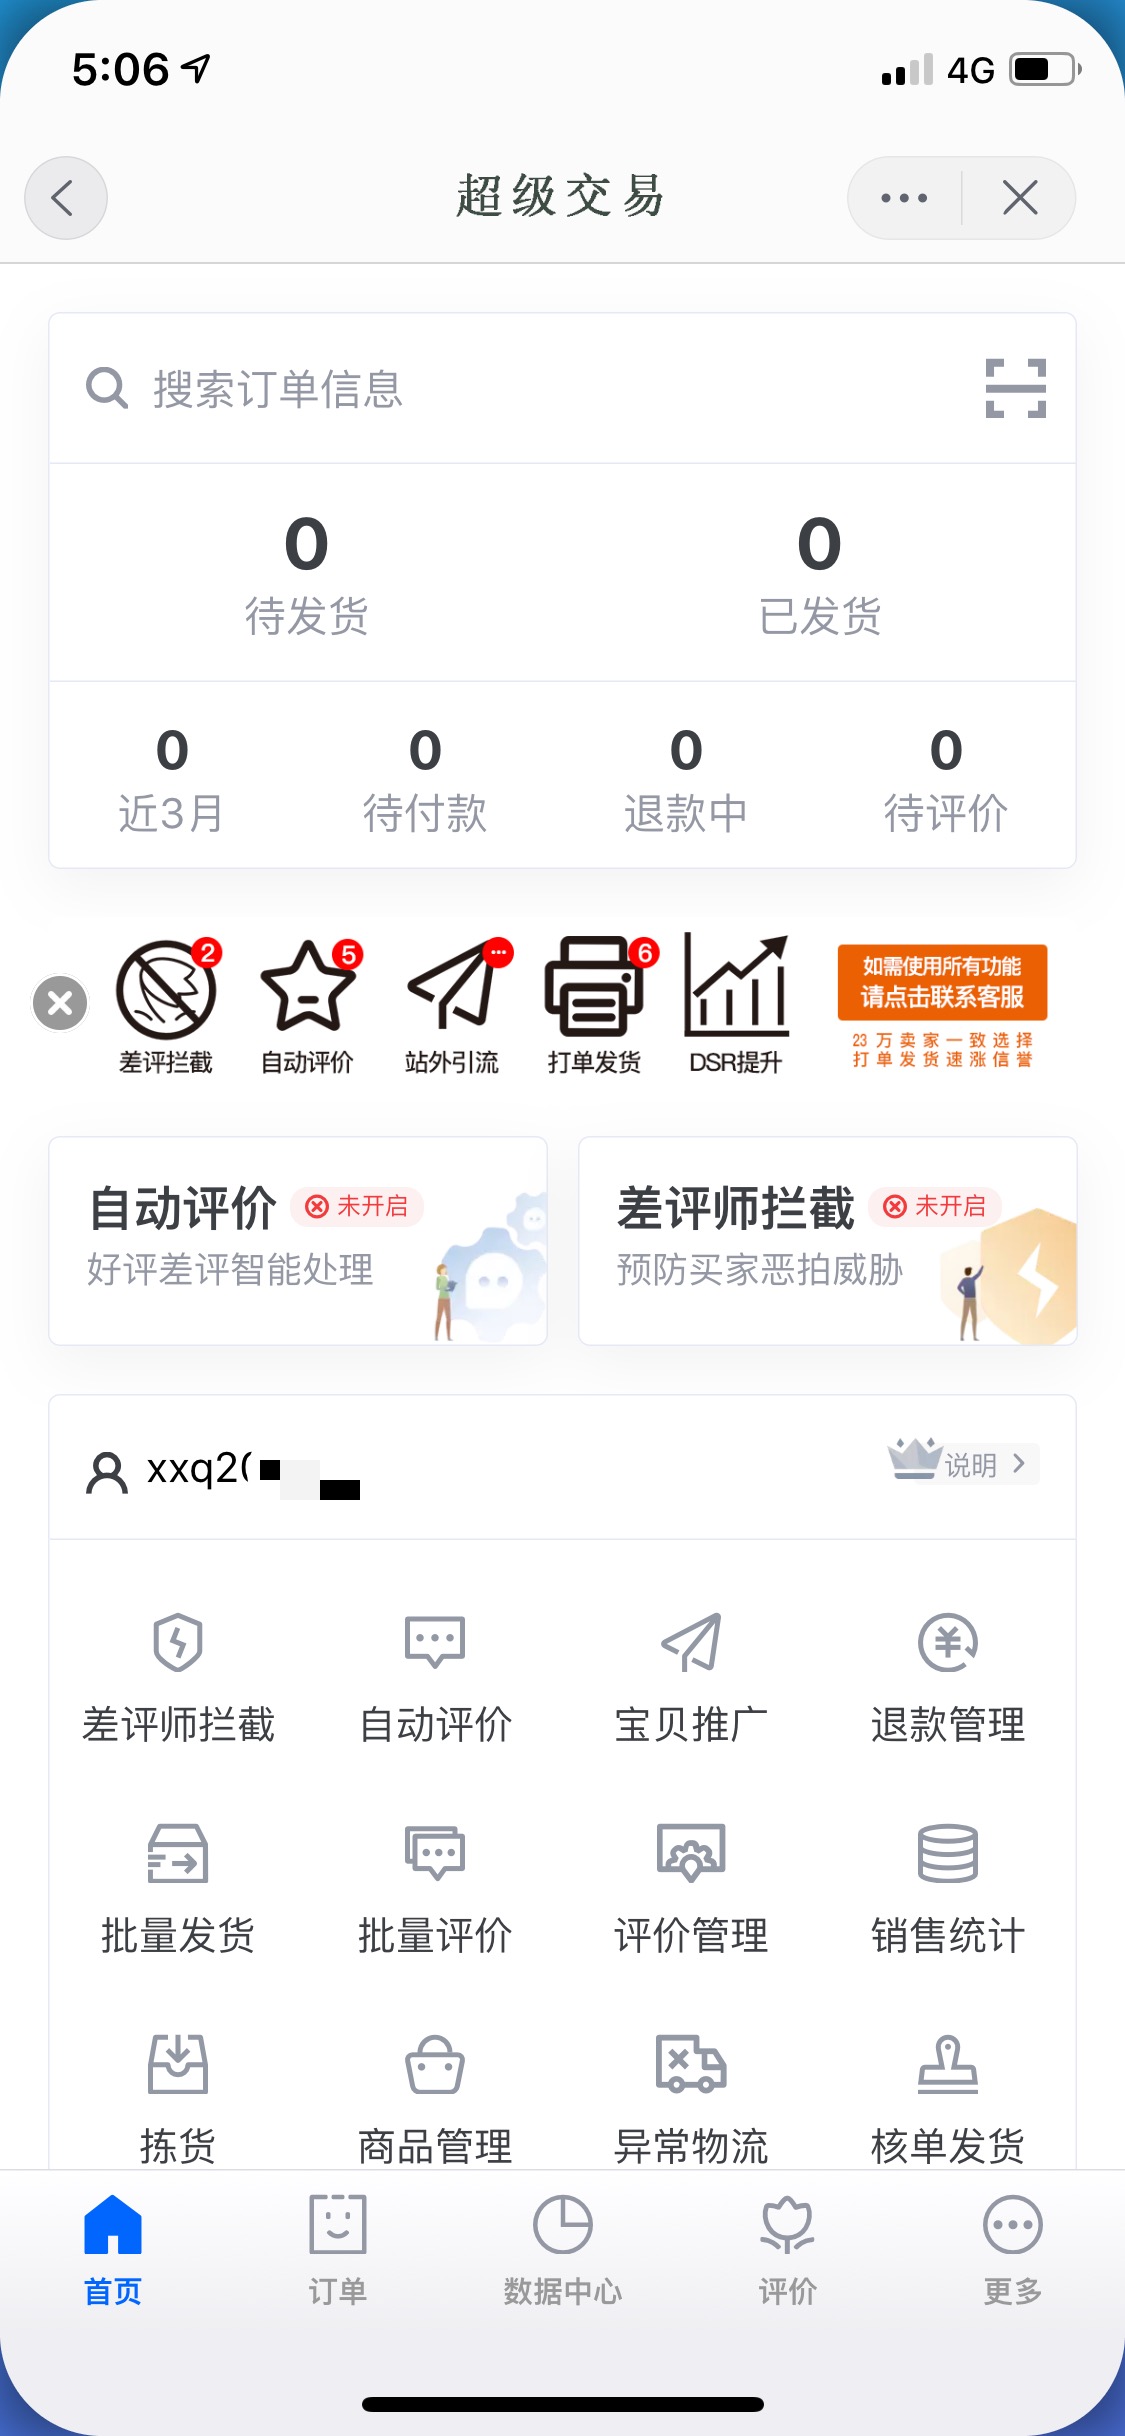 5:06
4G
超级交易
搜索订单信息
0
0
待发货
已发货
0
0
0
0
近3月
待付款
退款中
待评价
2
5
6
差评拦截
自动评价
站外引流
打单发货
DSR提升
如需使用所有功能
请点击联系客服
23万卖家一致选择
打单发货速涨信誉
自动评价
未开启
好评差评智能处理
差评师拦截
未开启
预防买家恶拍威胁
xxq2
说明
差评师拦截
自动评价
宝贝推广
退款管理
批量发货
批量评价
评价管理
销售统计
拣货
商品管理
异常物流
核单发货
首页
订单
数据中心
评价
更多